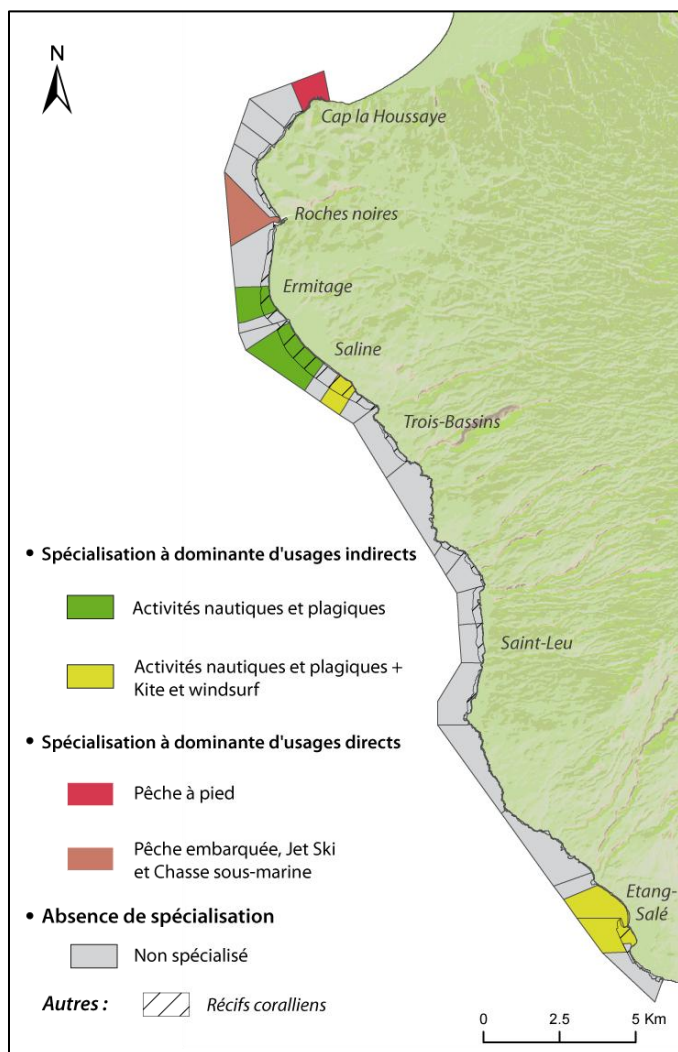 N
Cap la Houssaye
Roches noires
Ermitage
Saline
Trois-Bassins
Saint-Leu
Etang-
Salé
• Spécialisation à dominante d'usages indirects
Activités nautiques et plagiques
Activités nautiques et plagiques +
Kite et windsurf
• Spécialisation à dominante d'usages directs
Pêche à pied
Pêche embarquée, Jet Ski
et Chasse sous-marine
• Absence de spécialisation
Non spécialisé
Autres : Récifs coralliens
0 2.5 5 Km